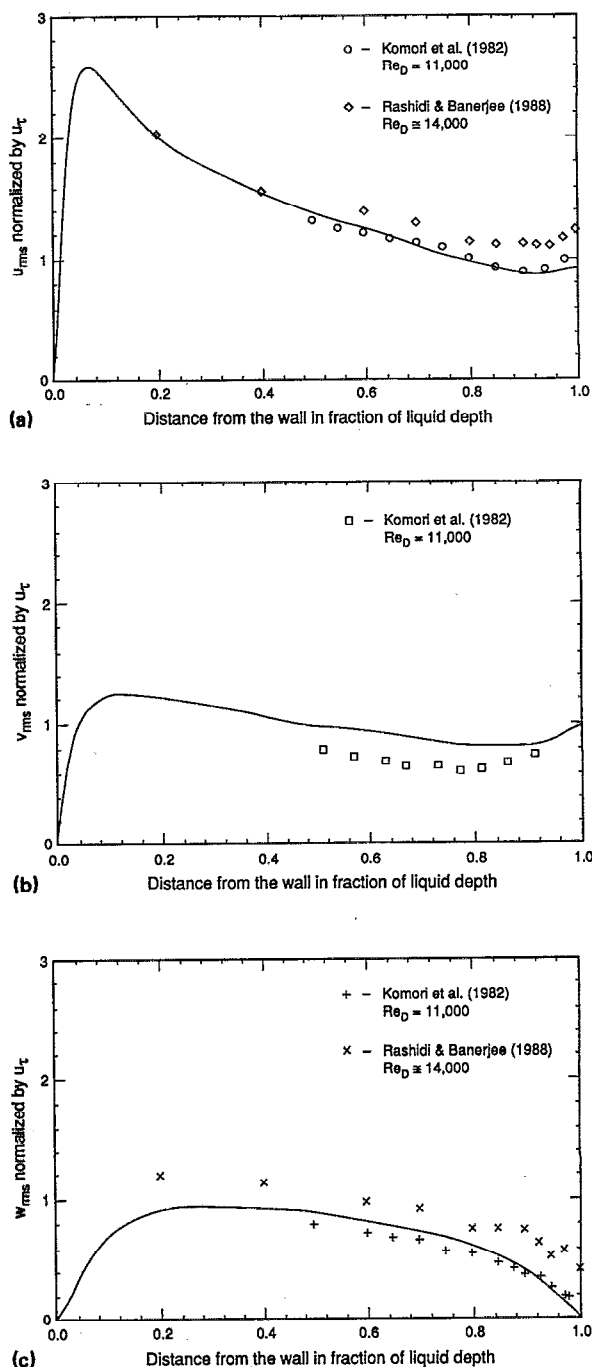 3
2
1
0
u_rms normalized by u_τ
○ – Komori et al. (1982)
Re_D = 11,000
◇ – Rashidi & Banerjee (1988)
Re_D ≅ 14,000
0.0 0.2 0.4 0.6 0.8 1.0
(a) Distance from the wall in fraction of liquid depth
3
2
1
0
v_rms normalized by u_τ
□ – Komori et al. (1982)
Re_D = 11,000
0.0 0.2 0.4 0.6 0.8 1.0
(b) Distance from the wall in fraction of liquid depth
3
2
1
0
w_rms normalized by u_τ
+ – Komori et al. (1982)
Re_D = 11,000
× – Rashidi & Banerjee (1988)
Re_D ≅ 14,000
0.0 0.2 0.4 0.6 0.8 1.0
(c) Distance from the wall in fraction of liquid depth